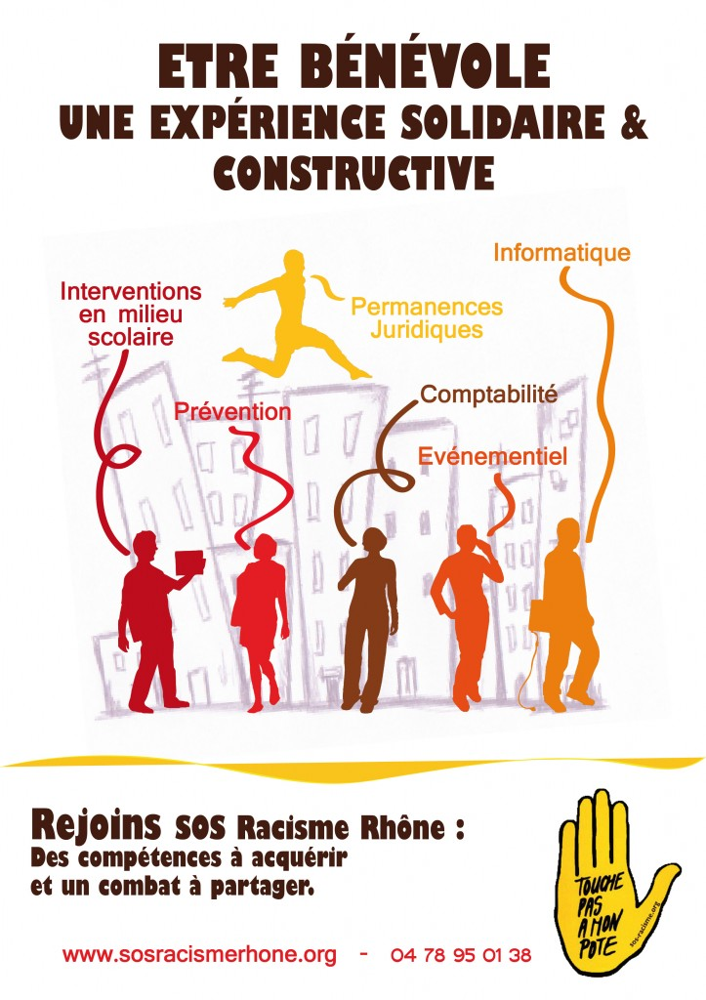 ETRE BÉNÉVOLE
UNE EXPÉRIENCE SOLIDAIRE &
CONSTRUCTIVE
Informatique
Interventions
en milieu
scolaire
Permanences
Juridiques
Prévention
Comptabilité
Evénementiel
Rejoins sos Racisme Rhône :
Des compétences à acquérir
et un combat à partager.
TOUCHE
PAS
A MON
POTE
sos-racisme.org
www.sosracismerhone.org - 04 78 95 01 38